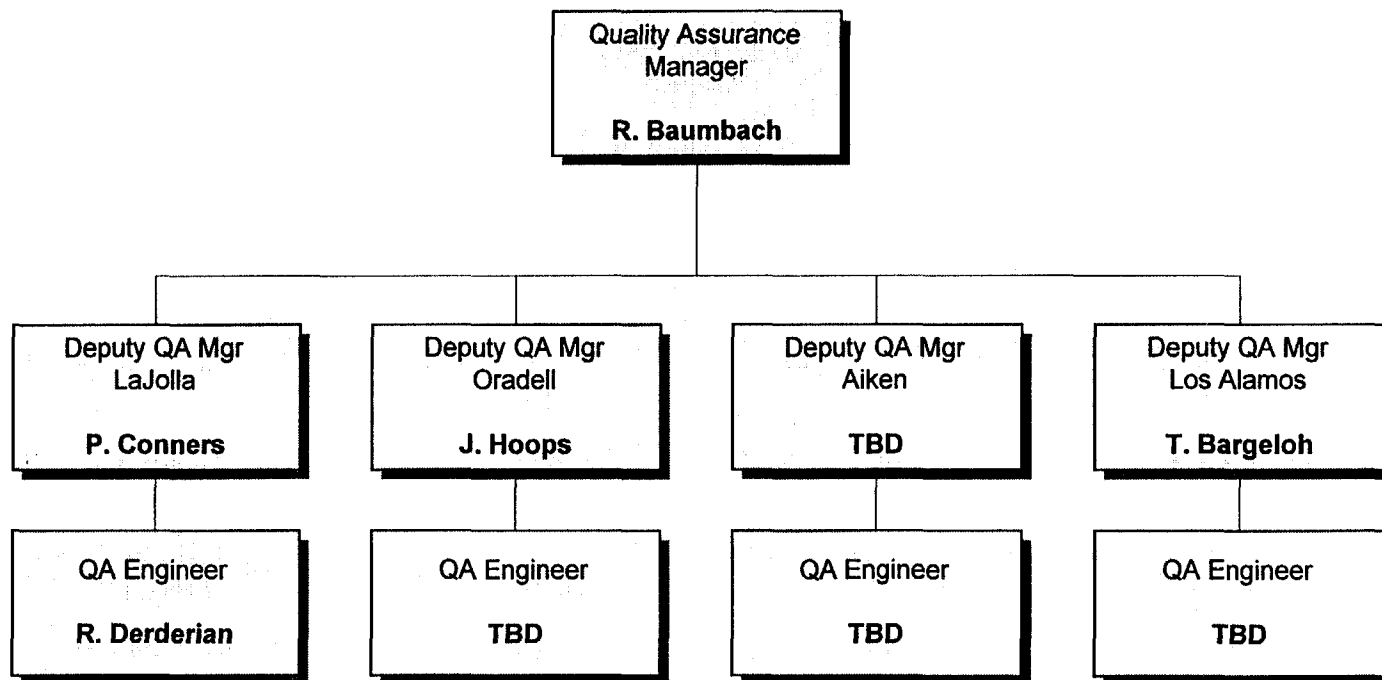 Quality Assurance
Manager
R. Baumbach
Deputy QA Mgr
LaJolla
P. Conners
Deputy QA Mgr
Oradell
J. Hoops
Deputy QA Mgr
Aiken
TBD
Deputy QA Mgr
Los Alamos
T. Bargeloh
QA Engineer
R. Derderian
QA Engineer
TBD
QA Engineer
TBD
QA Engineer
TBD